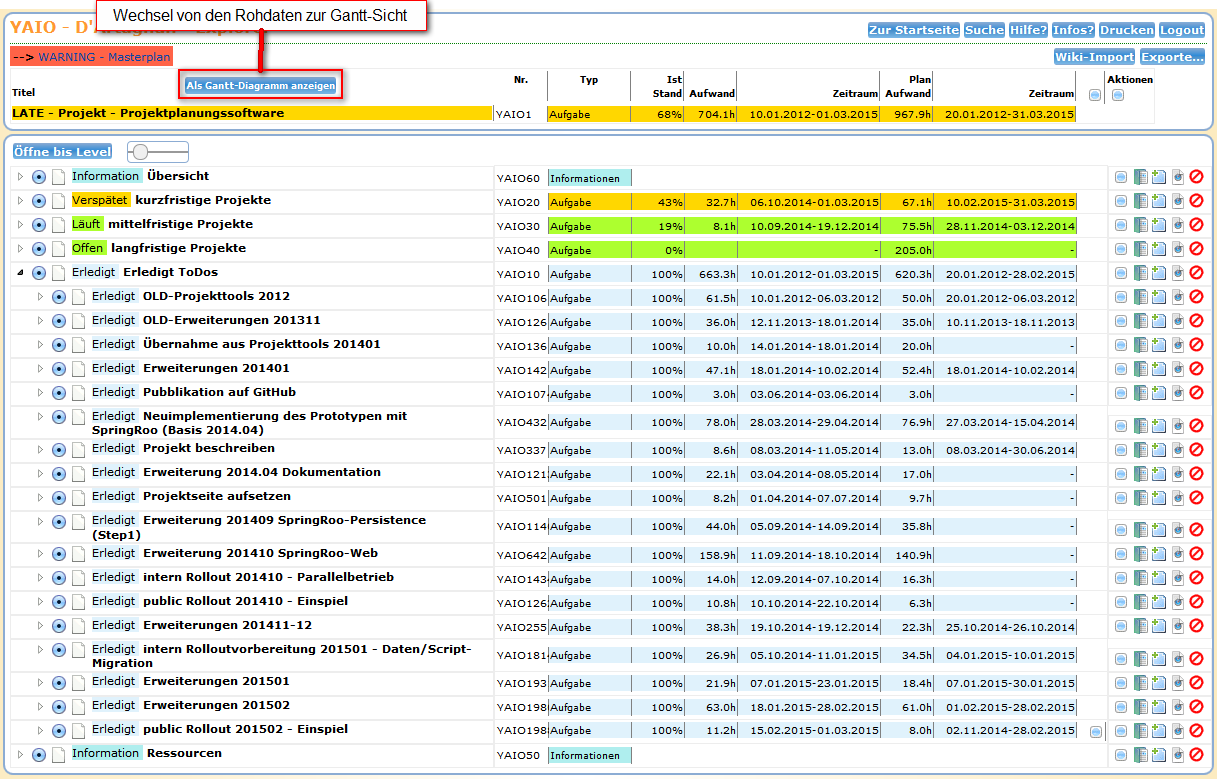 Wechsel von den Rohdaten zur Gantt-Sicht
YAIO - D'Artagnan - Explorer
Zur Startseite Suche Hilfe? Infos? Drucken Logout
--> WARNING - Masterplan
Wiki-Import Exporte...
Titel Als Gantt-Diagramm anzeigen Nr. Typ Ist Stand Aufwand Zeitraum Plan Aufwand Zeitraum Aktionen
LATE - Projekt - Projektplanungssoftware YAIO1 Aufgabe 68% 704.1h 10.01.2012-01.03.2015 967.9h 20.01.2012-31.03.2015
Öffne bis Level
Information Übersicht YAIO60 Informationen
Verspätet kurzfristige Projekte YAIO20 Aufgabe 43% 32.7h 06.10.2014-01.03.2015 67.1h 10.02.2015-31.03.2015
Läuft mittelfristige Projekte YAIO30 Aufgabe 19% 8.1h 10.09.2014-19.12.2014 75.5h 28.11.2014-03.12.2014
Offen langfristige Projekte YAIO40 Aufgabe 0% - 205.0h -
Erledigt Erledigt ToDos YAIO10 Aufgabe 100% 663.3h 10.01.2012-01.03.2015 620.3h 20.01.2012-28.02.2015
Erledigt OLD-Projekttools 2012 YAIO106 Aufgabe 100% 61.5h 10.01.2012-06.03.2012 50.0h 20.01.2012-06.03.2012
Erledigt OLD-Erweiterungen 201311 YAIO126 Aufgabe 100% 36.0h 12.11.2013-18.01.2014 35.0h 10.11.2013-18.11.2013
Erledigt Übernahme aus Projekttools 201401 YAIO136 Aufgabe 100% 10.0h 14.01.2014-18.01.2014 20.0h -
Erledigt Erweiterungen 201401 YAIO142 Aufgabe 100% 47.1h 18.01.2014-10.02.2014 52.4h 18.01.2014-10.02.2014
Erledigt Pubblikation auf GitHub YAIO107 Aufgabe 100% 3.0h 03.06.2014-03.06.2014 3.0h -
Erledigt Neuimplementierung des Prototypen mit
SpringRoo (Basis 2014.04) YAIO432 Aufgabe 100% 78.0h 28.03.2014-29.04.2014 76.9h 27.03.2014-15.04.2014
Erledigt Projekt beschreiben YAIO337 Aufgabe 100% 8.6h 08.03.2014-11.05.2014 13.0h 08.03.2014-30.06.2014
Erledigt Erweiterung 2014.04 Dokumentation YAIO121 Aufgabe 100% 22.1h 03.04.2014-08.05.2014 17.0h -
Erledigt Projektseite aufsetzen YAIO501 Aufgabe 100% 8.2h 01.04.2014-07.07.2014 9.7h -
Erledigt Erweiterung 201409 SpringRoo-Persistence
(Step1) YAIO114 Aufgabe 100% 44.0h 05.09.2014-14.09.2014 35.8h -
Erledigt Erweiterung 201410 SpringRoo-Web YAIO642 Aufgabe 100% 158.9h 11.09.2014-18.10.2014 140.9h -
Erledigt intern Rollout 201410 - Parallelbetrieb YAIO143 Aufgabe 100% 14.0h 12.09.2014-07.10.2014 16.3h -
Erledigt public Rollout 201410 - Einspiel YAIO126 Aufgabe 100% 10.8h 10.10.2014-22.10.2014 6.3h -
Erledigt Erweiterungen 201411-12 YAIO255 Aufgabe 100% 38.3h 19.10.2014-19.12.2014 22.3h 25.10.2014-26.10.2014
Erledigt intern Rolloutvorbereitung 201501 - Daten/Script-
Migration YAIO181 Aufgabe 100% 26.9h 05.10.2014-11.01.2015 34.5h 04.01.2015-10.01.2015
Erledigt Erweiterungen 201501 YAIO193 Aufgabe 100% 21.9h 07.01.2015-23.01.2015 18.4h 07.01.2015-30.01.2015
Erledigt Erweiterungen 201502 YAIO198 Aufgabe 100% 63.0h 18.01.2015-28.02.2015 61.0h 01.02.2015-28.02.2015
Erledigt public Rollout 201502 - Einspiel YAIO198 Aufgabe 100% 11.2h 15.02.2015-01.03.2015 8.0h 02.11.2014-28.02.2015
Information Ressourcen YAIO50 Informationen